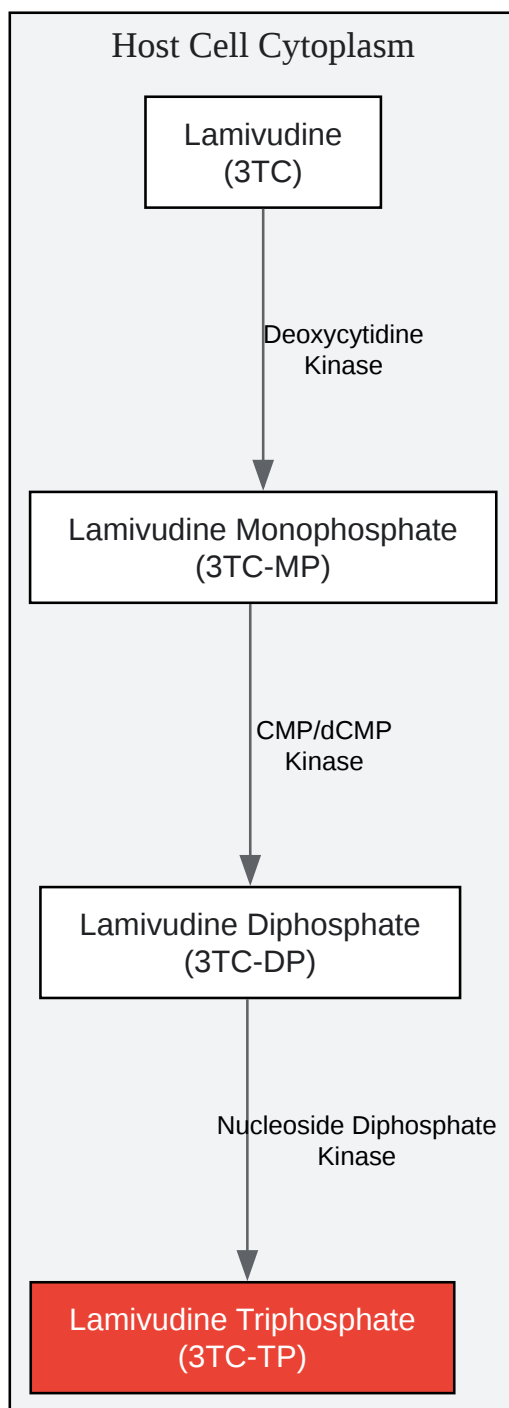 Host Cell Cytoplasm
Lamivudine
(3TC)
Deoxycytidine
Kinase
Lamivudine Monophosphate
(3TC-MP)
CMP/dCMP
Kinase
Lamivudine Diphosphate
(3TC-DP)
Nucleoside Diphosphate
Kinase
Lamivudine Triphosphate
(3TC-TP)